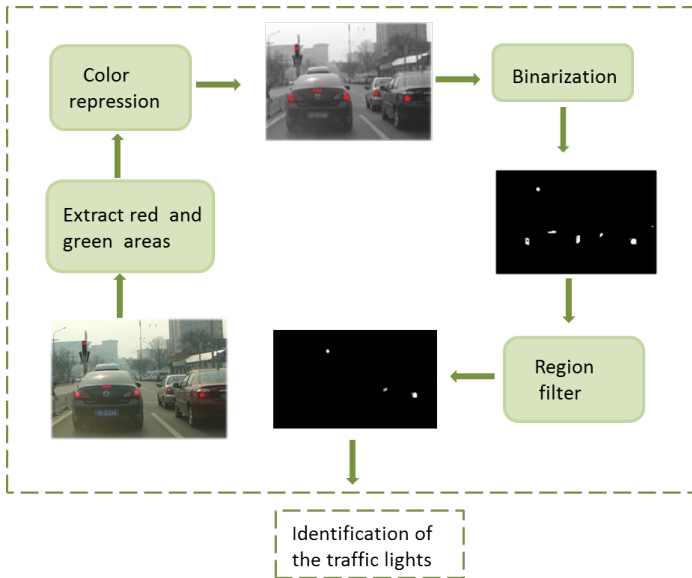 Color
repression
Binarization
Extract red and
green areas
Region
filter
Identification of
the traffic lights